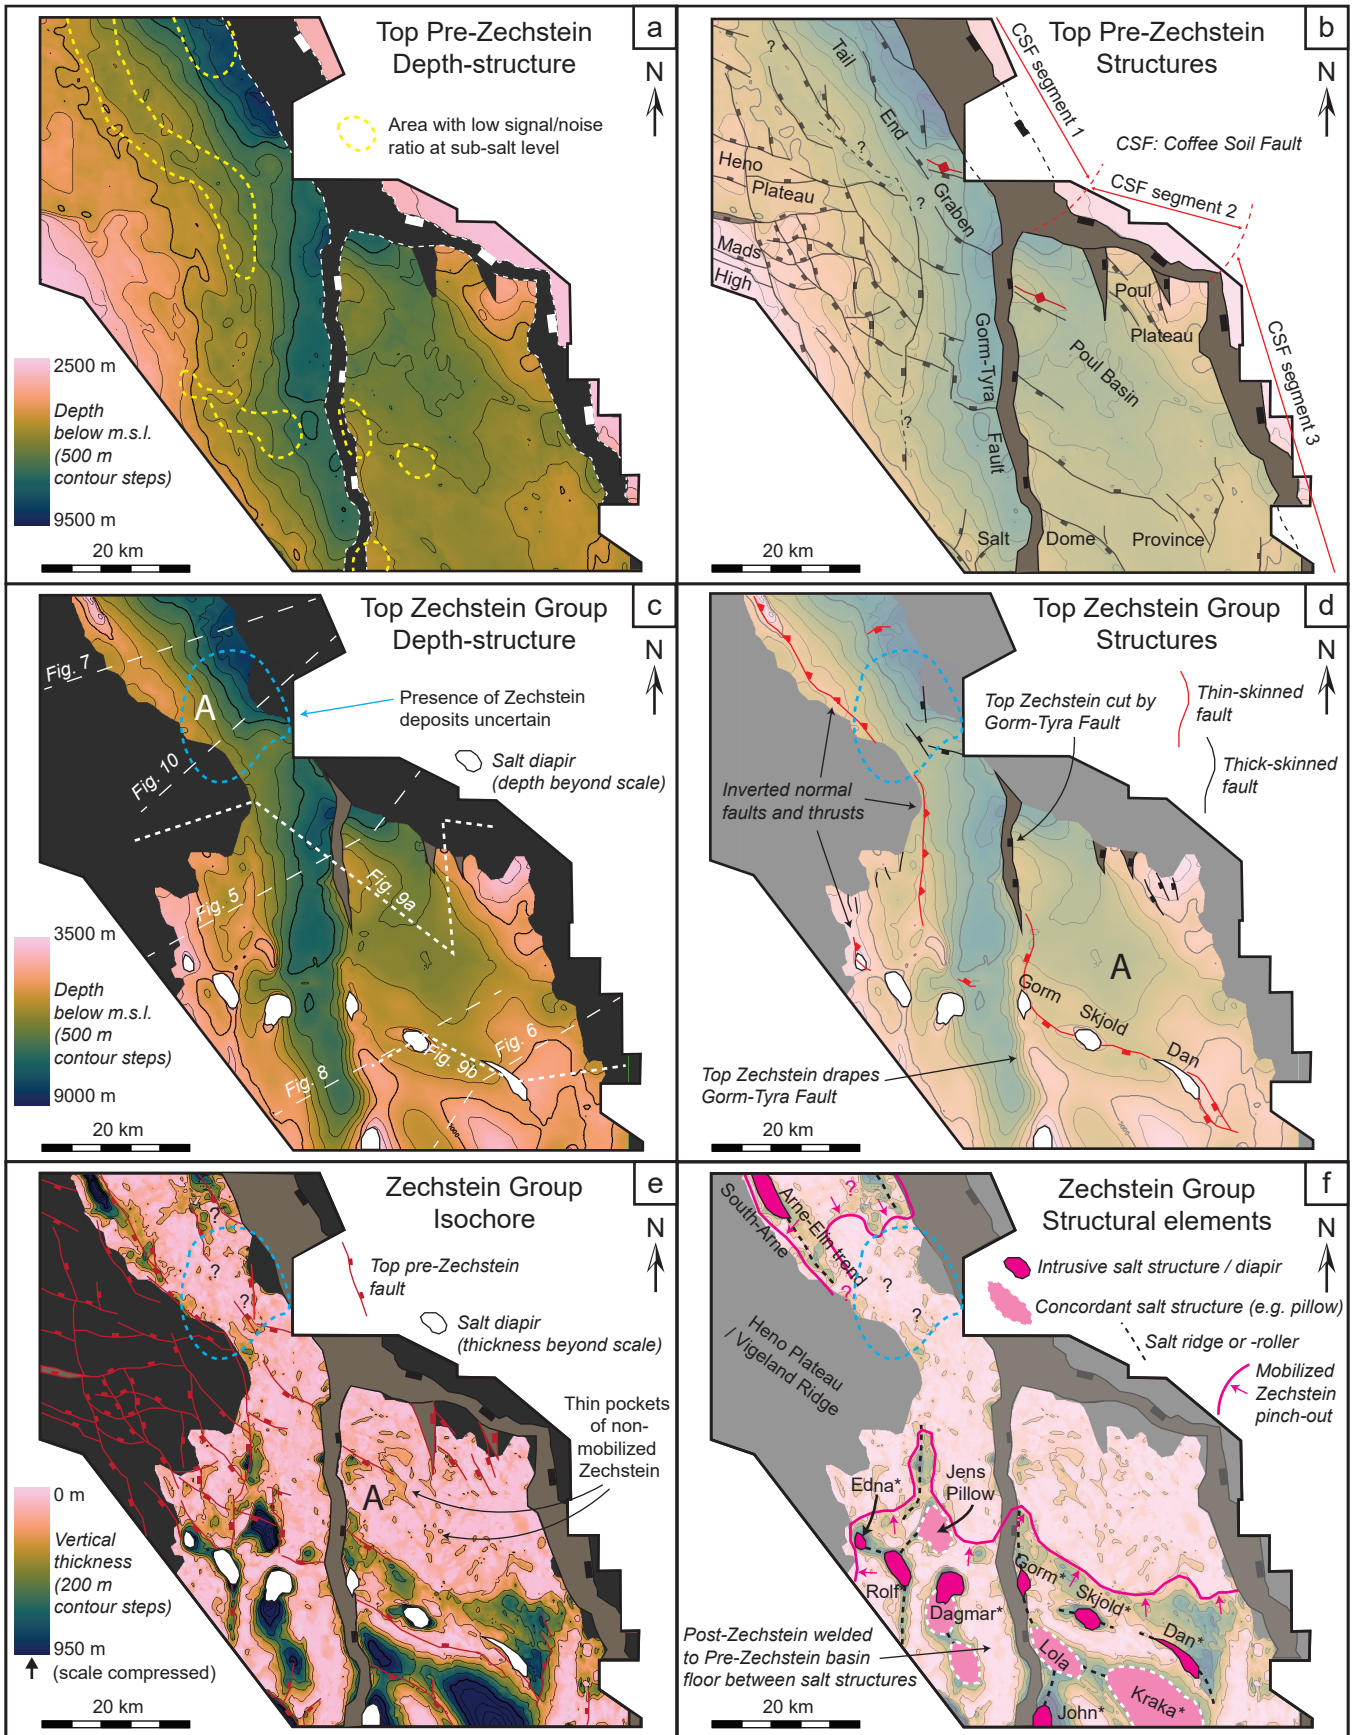 Top Pre-Zechstein
Depth-structure
a
N
Area with low signal/noise
ratio at sub-salt level
2500 m
Depth
below m.s.l.
(500 m
contour steps)
9500 m
20 km
Top Pre-Zechstein
Structures
b
N
CSF segment 1
CSF: Coffee Soil Fault
CSF segment 2
CSF segment 3
?
Tail
End
Graben
?
?
?
Heno
Plateau
Mads
High
Poul
Plateau
Poul Basin
Gorm-Tyra
Fault
Salt
Dome
Province
20 km
Top Zechstein Group
Depth-structure
c
N
Fig. 7
A
Fig. 10
Presence of Zechstein
deposits uncertain
Salt diapir
(depth beyond scale)
Fig. 5
Fig. 9a
Fig. 6
Fig. 9b
Fig. 8
3500 m
Depth
below m.s.l.
(500 m
contour steps)
9000 m
20 km
Top Zechstein Group
Structures
d
N
Top Zechstein cut by
Gorm-Tyra Fault
Thin-skinned
fault
Thick-skinned
fault
Inverted normal
faults and thrusts
A
Gorm
Skjold
Dan
Top Zechstein drapes
Gorm-Tyra Fault
20 km
Zechstein Group
Isochore
e
N
?
?
?
Top pre-Zechstein
fault
Salt diapir
(thickness beyond scale)
Thin pockets
of non-
mobilized
Zechstein
A
0 m
Vertical
thickness
(200 m
contour steps)
950 m
(scale compressed)
20 km
Zechstein Group
Structural elements
f
N
South-Arne
Arne-Elin trend
?
?
?
?
Intrusive salt structure / diapir
Concordant salt structure (e.g. pillow)
Salt ridge or -roller
Mobilized
Zechstein
pinch-out
Heno Plateau
/ Vigeland Ridge
Edna*
Jens
Pillow
Rolf
Dagmar*
Gorm*
Skjold*
Dan*
Post-Zechstein welded
to Pre-Zechstein basin
floor between salt structures
Lola
Kraka*
John*
20 km